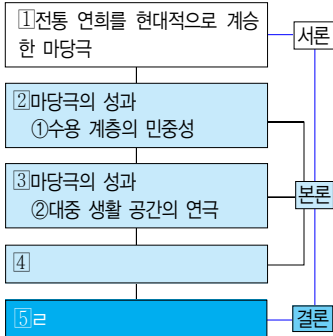 1전통 연희를 현대적으로 계승
한 마당극
서론
2마당극의 성과
①수용 계층의 민중성
3마당극의 성과
②대중 생활 공간의 연극
본론
4
5ㄹ
결론